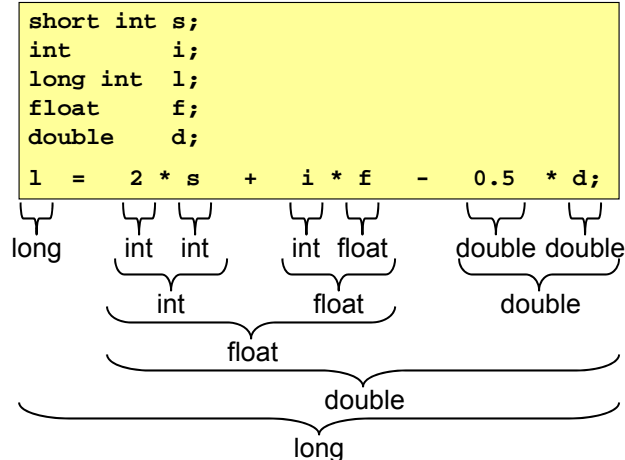 short int s;
int i;
long int l;
float f;
double d;
l = 2 * s + i * f - 0.5 * d;
long int int int float double double
int float double
float
double
long